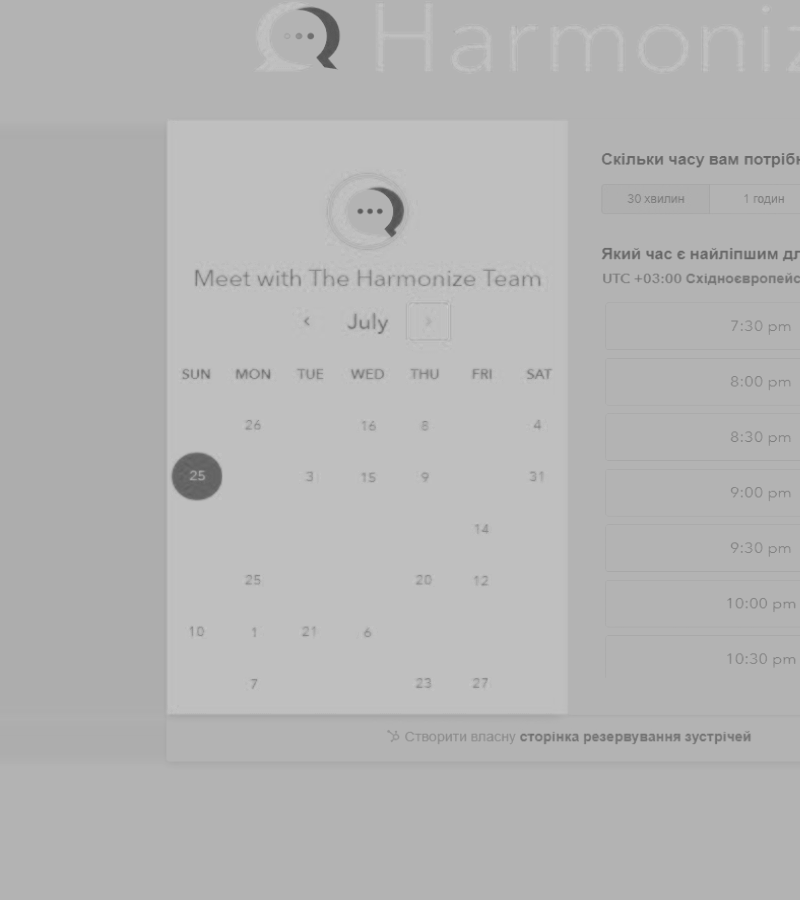 Harmoniz
Meet with The Harmonize Team
July
SUN MON TUE WED THU FRI SAT
26 16 8 4
25 3 15 9 31
14
25 20 12
10 1 21 6
7 23 27
Скільки часу вам потрібн
30 хвилин 1 годин
Який час є найліпшим дл
UTC +03:00 Східноєвропейс
7:30 pm
8:00 pm
8:30 pm
9:00 pm
9:30 pm
10:00 pm
10:30 pm
Створити власну сторінка резервування зустрічей